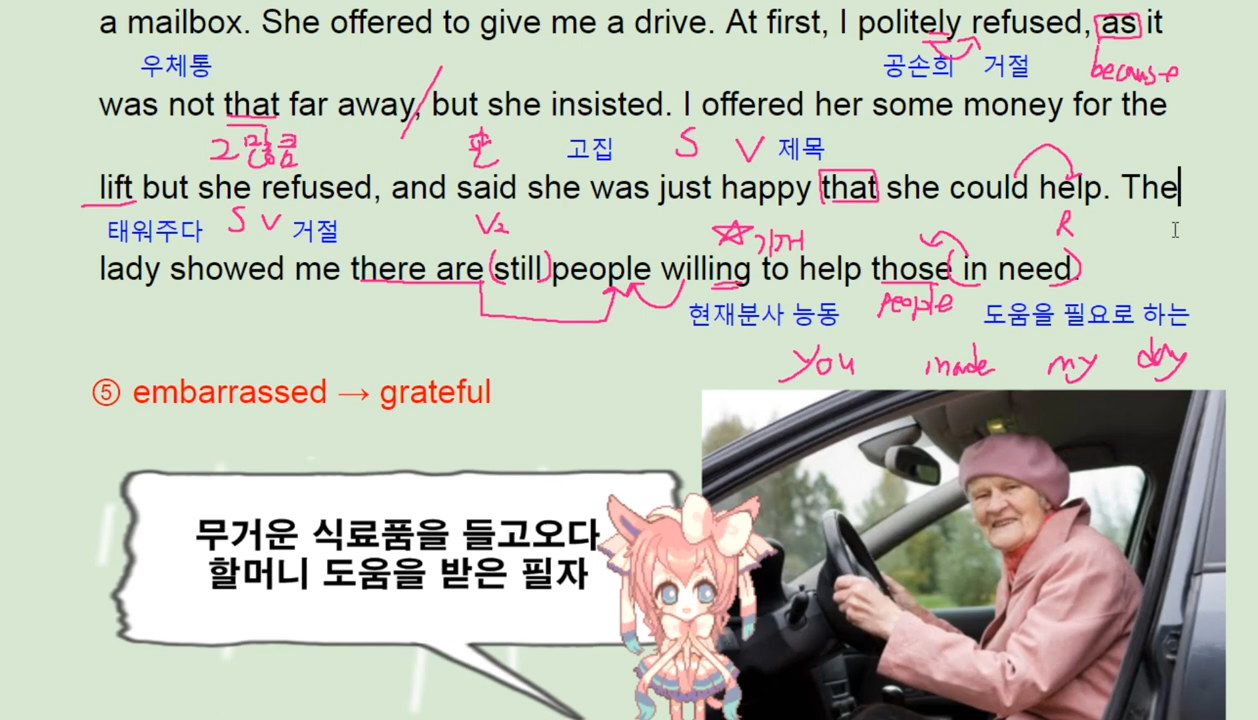 a mailbox. She offered to give me a drive. At first, I politely refused, as it
우체통 공손히 거절 because
was not that far away, but she insisted. I offered her some money for the
그만큼 고집 S V 제목
lift but she refused, and said she was just happy that she could help. The
태워주다 S V 거절 V2 기꺼 R
lady showed me there are (still) people willing to help those (in need)
현재분사 능동 people 도움을 필요로 하는
you made my day
⑤ embarrassed → grateful
무거운 식료품을 들고오다
할머니 도움을 받은 필자